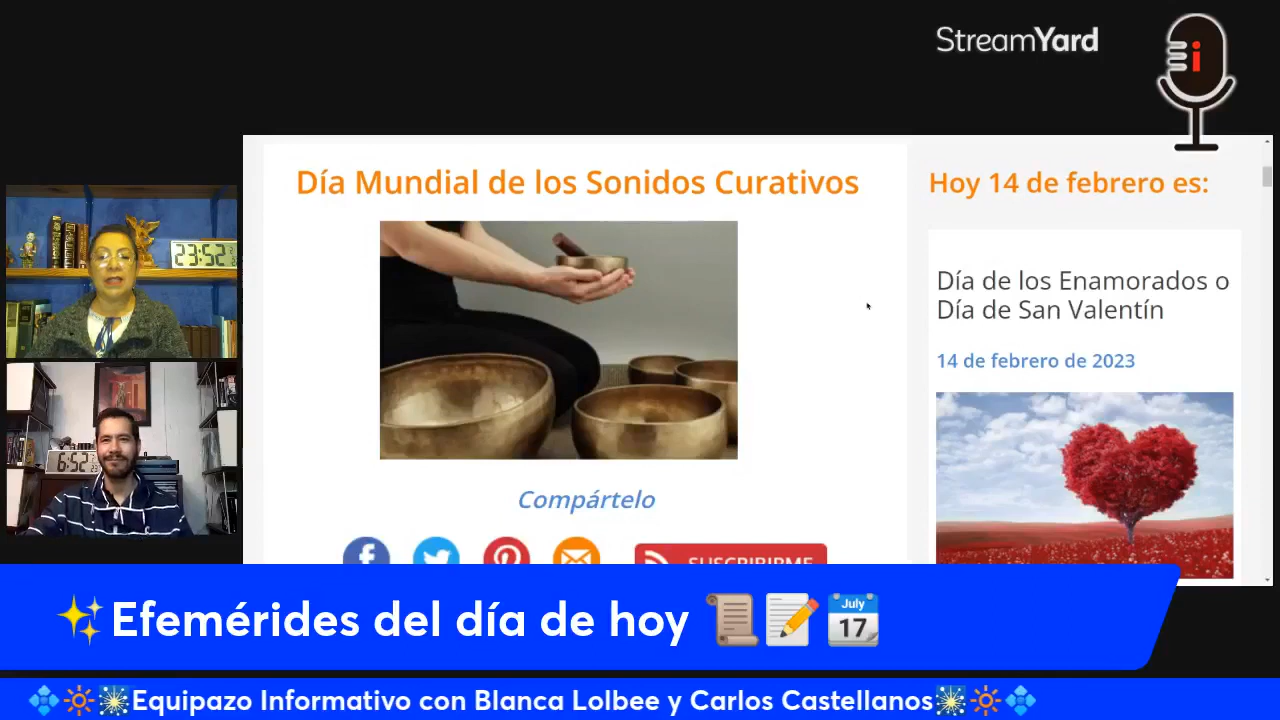 StreamYard
i
Día Mundial de los Sonidos Curativos
Hoy 14 de febrero es:
Día de los Enamorados o
Día de San Valentín
14 de febrero de 2023
23:52
6:52
Compártelo
SUSCRIBIRME
✨Efemérides del día de hoy 📜📝📅
July
17
💠🔆🎇Equipazo Informativo con Blanca Lolbee y Carlos Castellanos🎇🔆💠